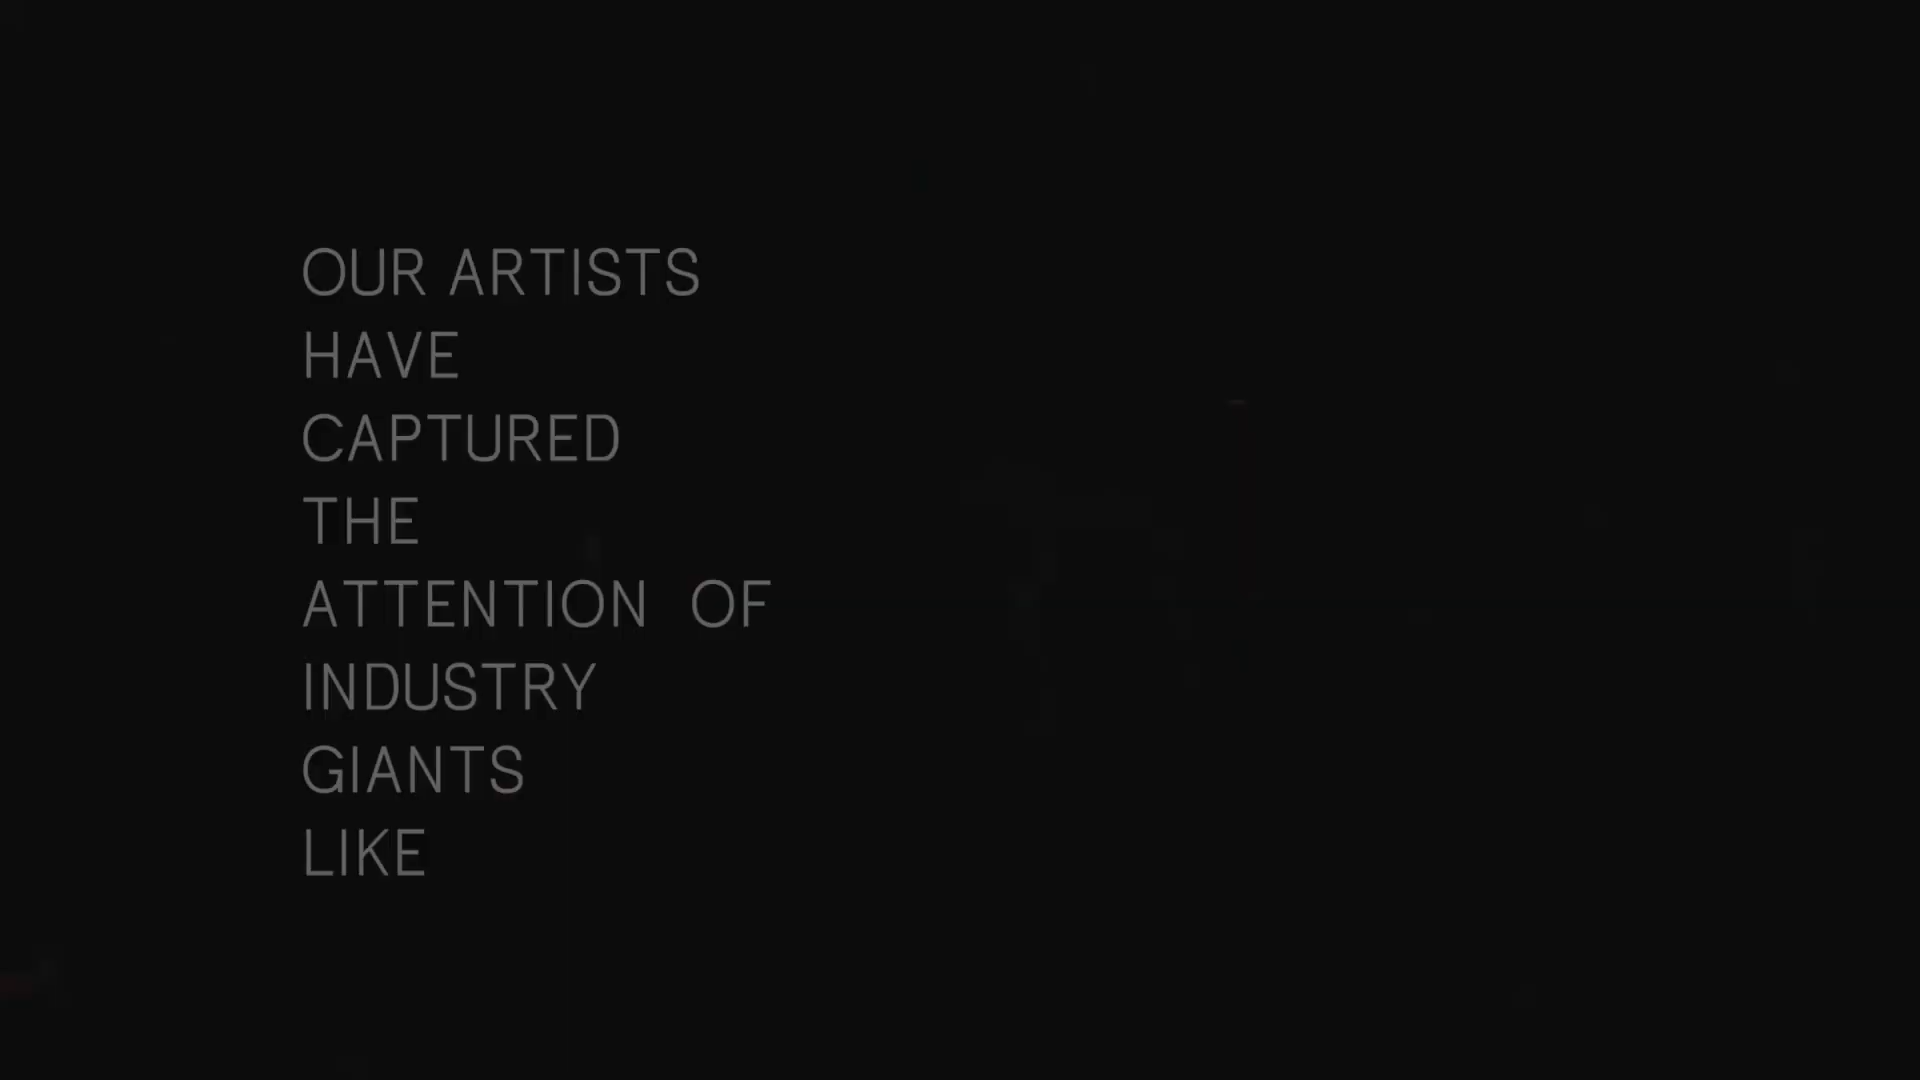 OUR ARTISTS
HAVE
CAPTURED
THE
ATTENTION OF
INDUSTRY
GIANTS
LIKE